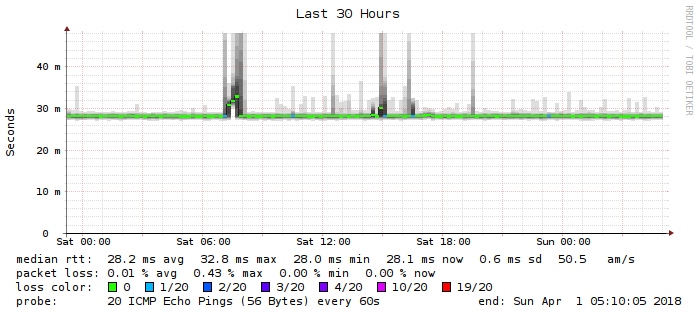 Last 30 Hours
RRDTOOL / TOBI OETIKER
Seconds
40 m
30 m
20 m
10 m
0
Sat 00:00 Sat 06:00 Sat 12:00 Sat 18:00 Sun 00:00
median rtt: 28.2 ms avg 32.8 ms max 28.0 ms min 28.1 ms now 0.6 ms sd 50.5 am/s
packet loss: 0.01 % avg 0.43 % max 0.00 % min 0.00 % now
loss color: 0 1/20 2/20 3/20 4/20 10/20 19/20
probe: 20 ICMP Echo Pings (56 Bytes) every 60s end: Sun Apr 1 05:10:05 2018